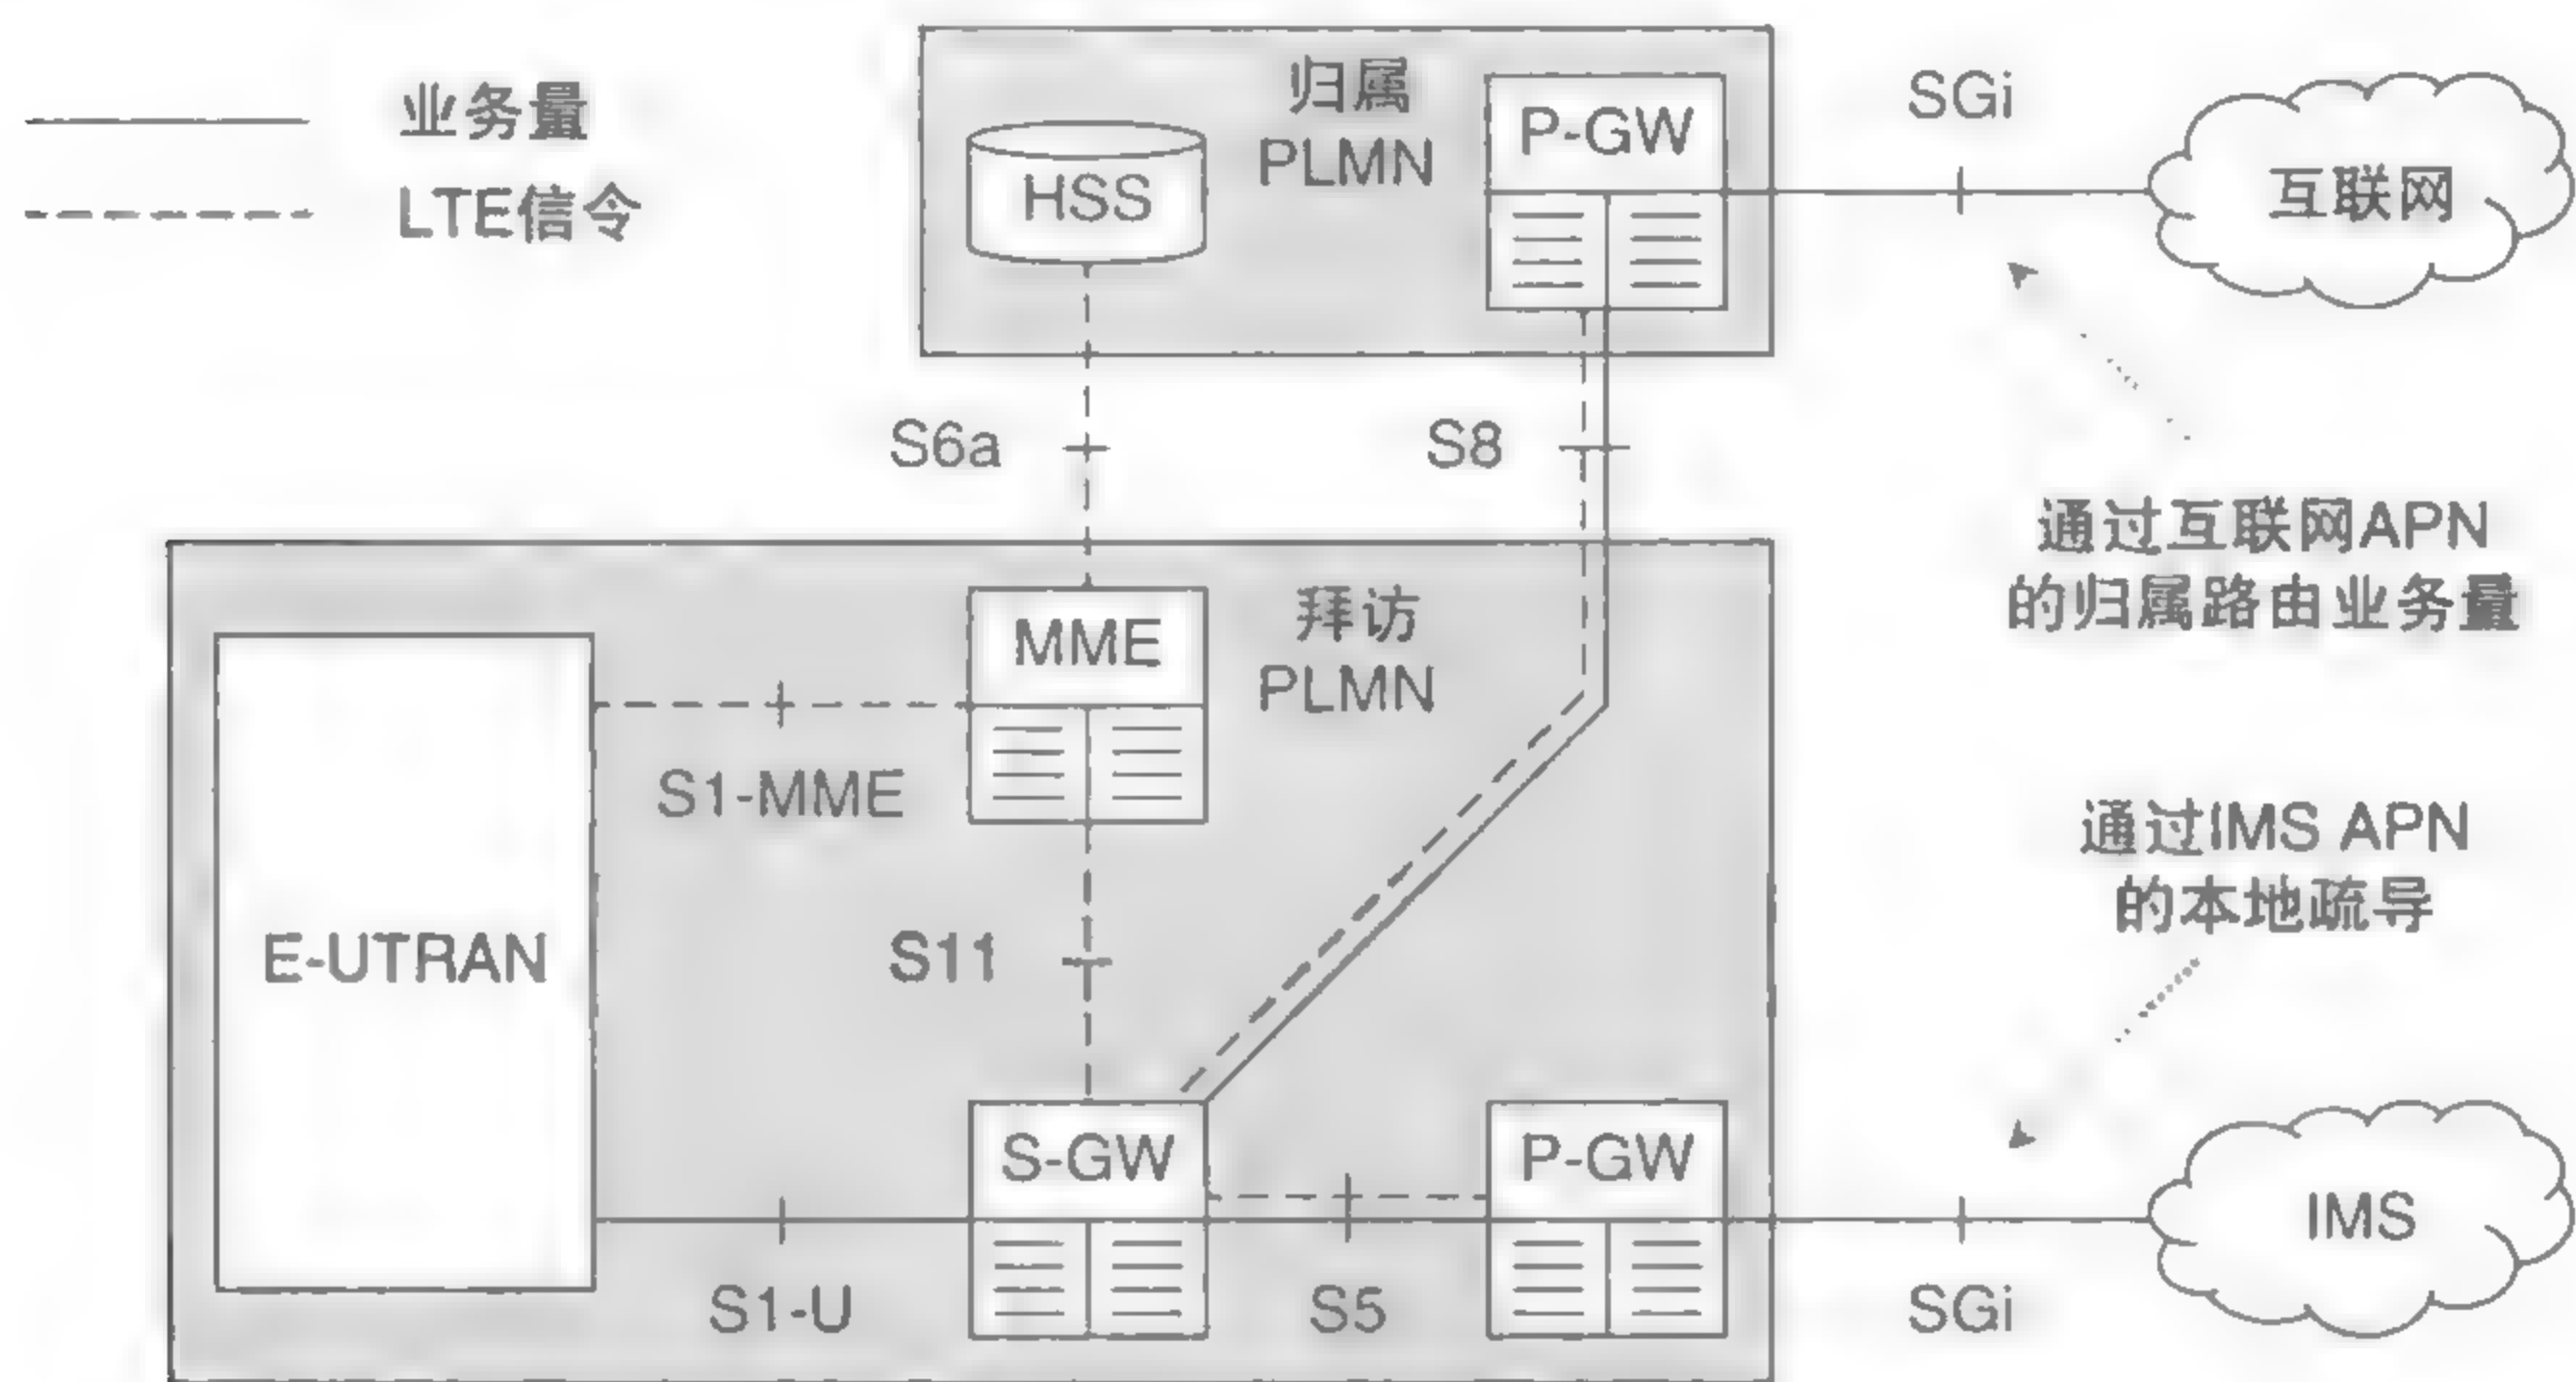 业务量
LTE信令
归属
PLMN
HSS
P-GW
SGi
互联网
S6a
S8
通过互联网APN
的归属路由业务量
MME
拜访
PLMN
S1-MME
通过IMS APN
的本地疏导
E-UTRAN
S11
S-GW
P-GW
IMS
S1-U
S5
SGi